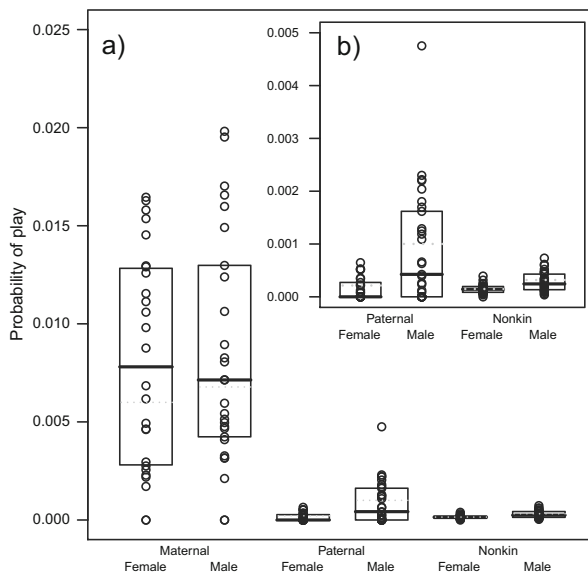 a)
b)
Probability of play
0.025
0.020
0.015
0.010
0.005
0.000
Maternal Paternal Nonkin
Female Male Female Male Female Male
0.005
0.004
0.003
0.002
0.001
0.000
Paternal Nonkin
Female Male Female Male